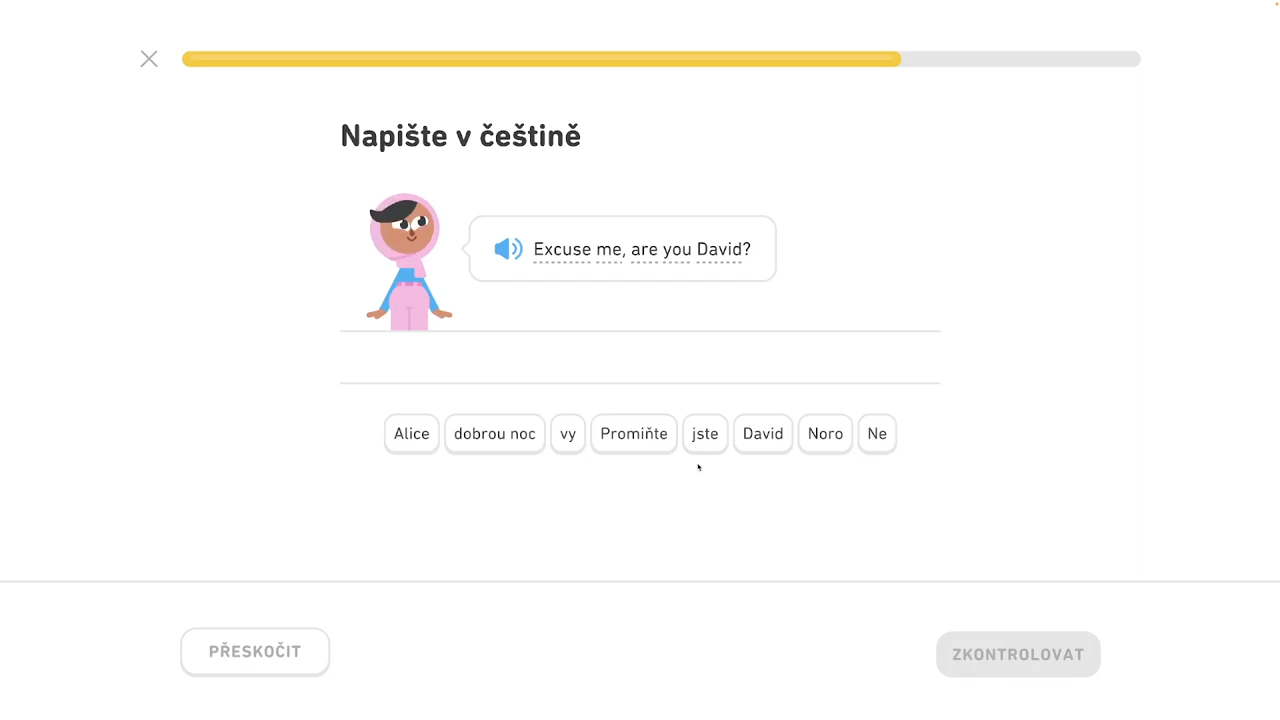 Napište v češtině
Excuse me, are you David?
Alice dobrou noc vy Promiňte jste David Noro Ne
PŘESKOČIT
ZKONTROLOVAT